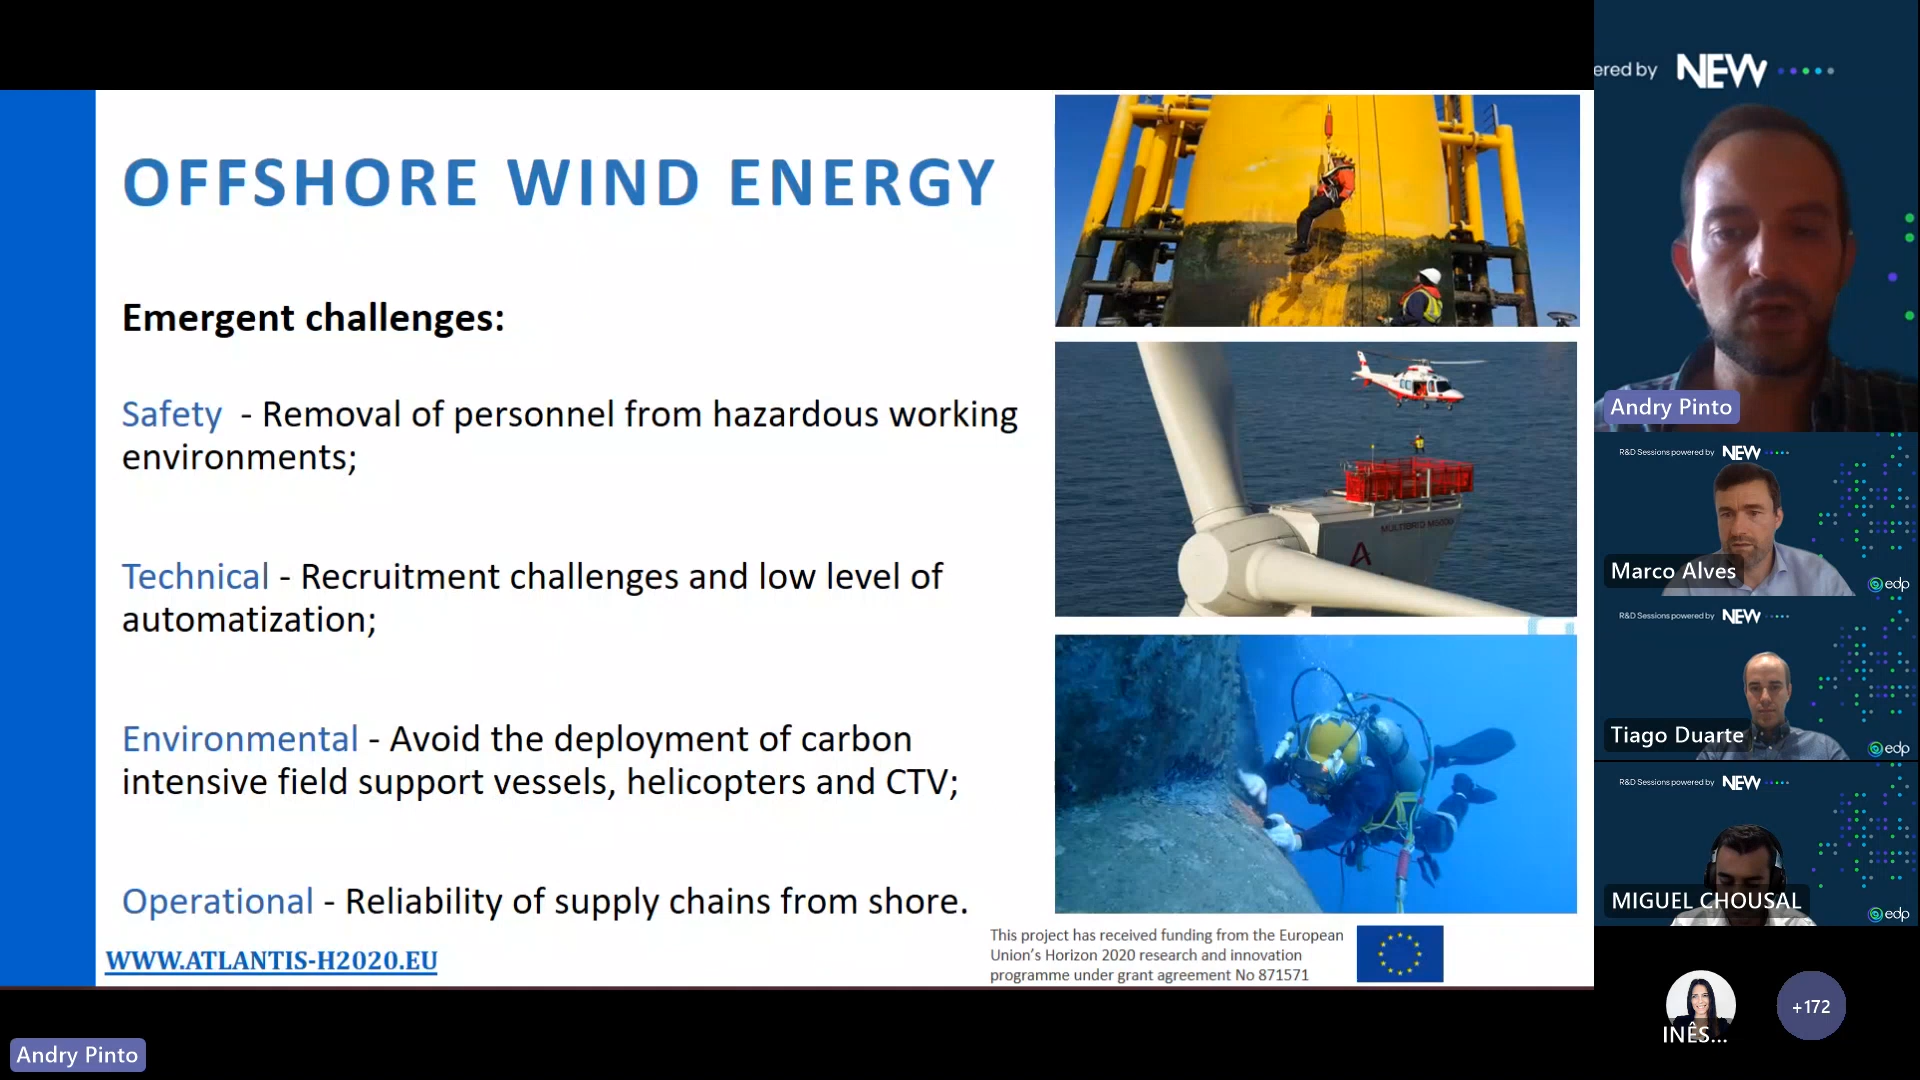 OFFSHORE WIND ENERGY
Emergent challenges:
Safety - Removal of personnel from hazardous working
environments;
Technical - Recruitment challenges and low level of
automatization;
Environmental - Avoid the deployment of carbon
intensive field support vessels, helicopters and CTV;
Operational - Reliability of supply chains from shore.
WWW.ATLANTIS-H2020.EU
This project has received funding from the European
Union's Horizon 2020 research and innovation
programme under grant agreement No 871571
Andry Pinto
ered by NEW
Andry Pinto
R&D Sessions powered by NEW
Marco Alves
edp
R&D Sessions powered by NEW
Tiago Duarte
edp
R&D Sessions powered by NEW
MIGUEL CHOUSAL
edp
INÊS...
+172